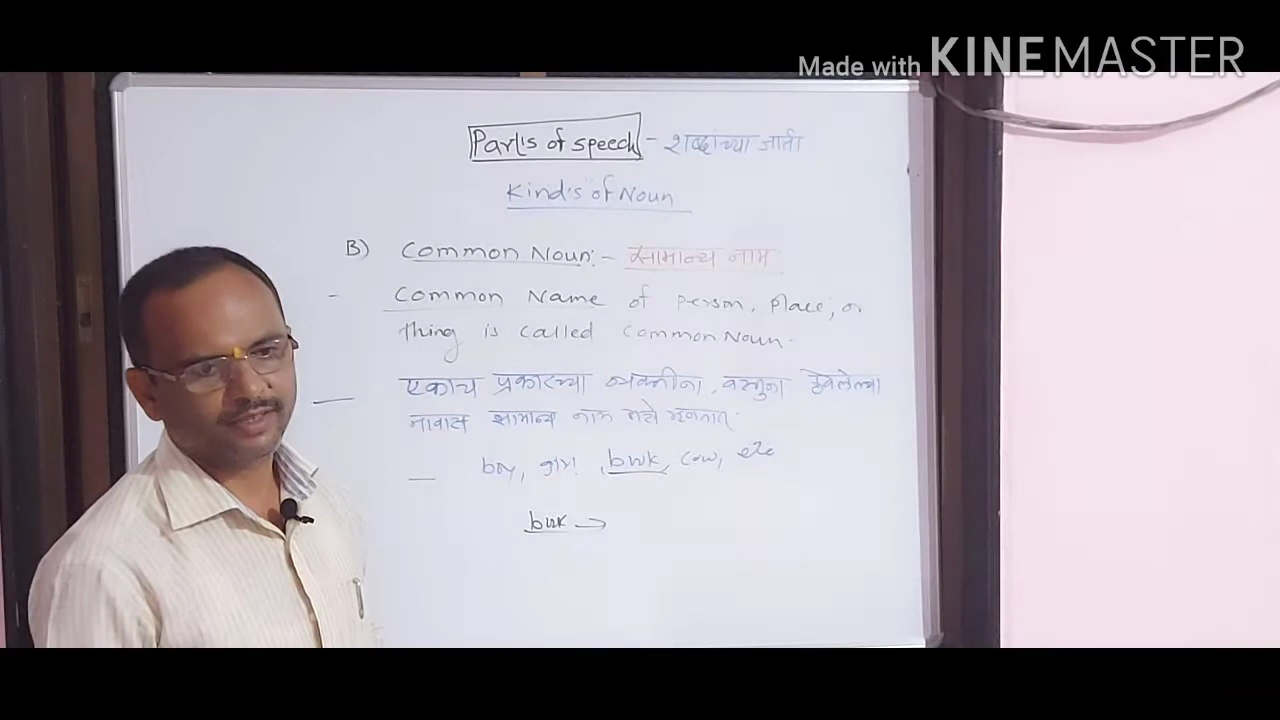 Made with KINEMASTER
Part's of speech - शब्दांच्या जाती
Kind's of Noun
B) Common Noun:- सामान्य नाम
- Common Name of person, place, or
thing is called Common Noun.
— एकाच प्रकारच्या व्यक्तींना, वस्तुना ठेवलेल्या
नावास सामान्य नाम असे म्हणतात.
— boy, girl, book, cow, etc
book →